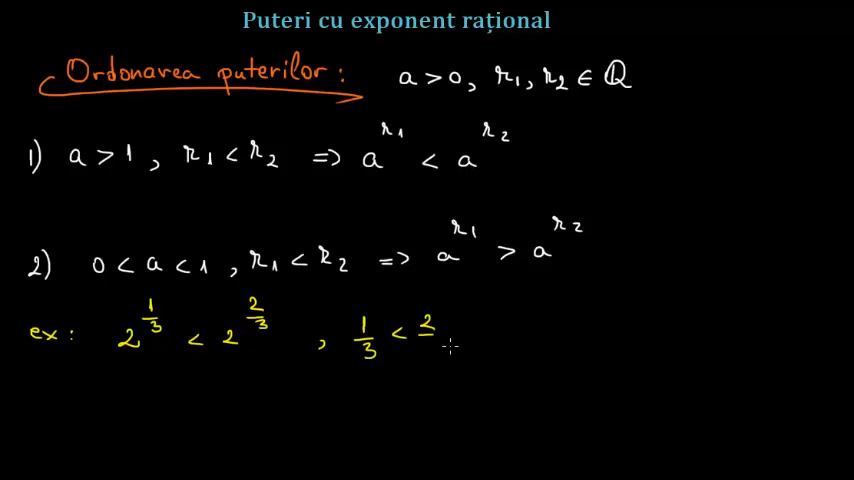 Puteri cu exponent rațional
Ordonarea puterilor: a > 0, r₁, r₂ ∈ ℚ
1) a > 1, r₁ < r₂ ⇒ a^r₁ < a^r₂
2) 0 < a < 1, r₁ < r₂ ⇒ a^r₁ > a^r₂
ex: 2^(1/3) < 2^(2/3), 1/3 < 2/